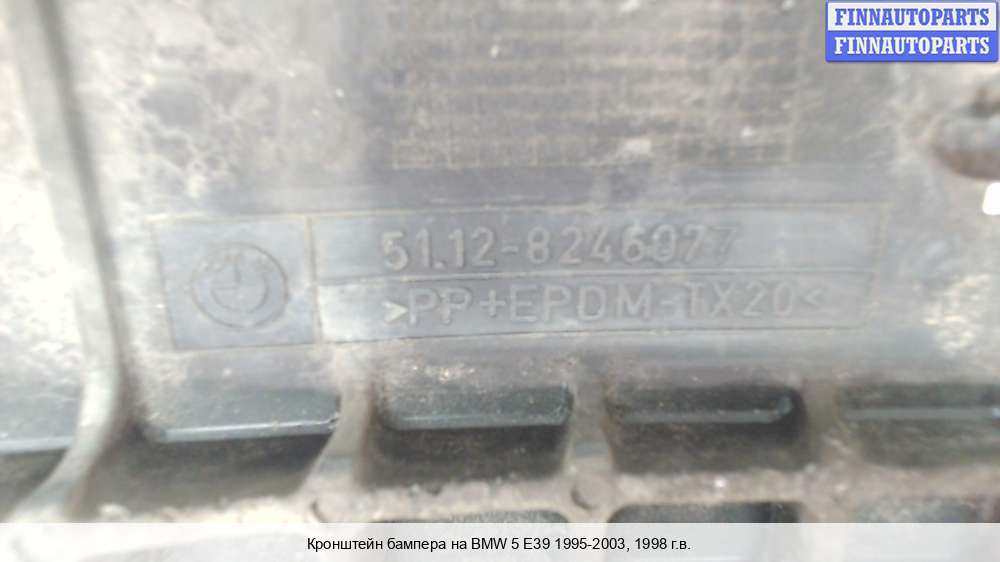 FINNAUTOPARTS
FINNAUTOPARTS
51.12-8246077
>PP+EPDM-TX20<
Кронштейн бампера на BMW 5 E39 1995-2003, 1998 г.в.